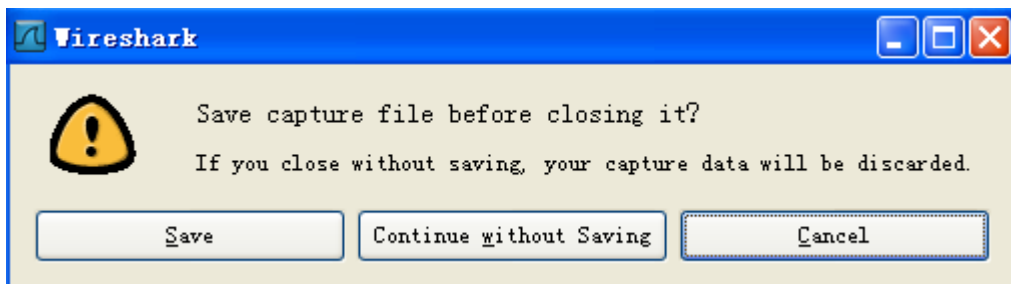 Wireshark
Save capture file before closing it?
If you close without saving, your capture data will be discarded.
Save
Continue without Saving
Cancel